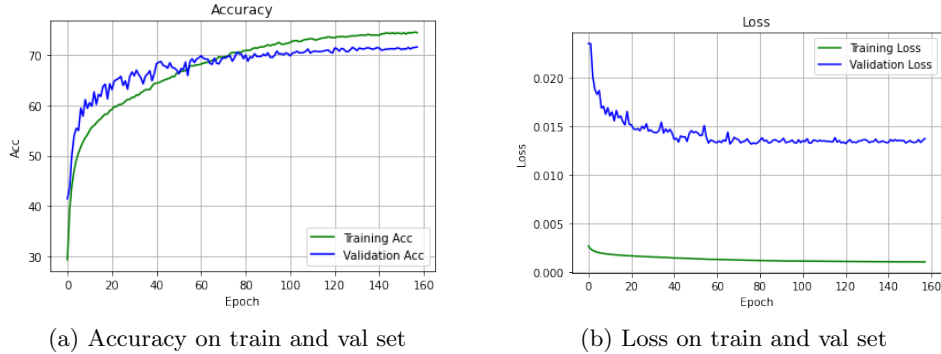 Accuracy
70
60
50
40
30
Acc
0 20 40 60 80 100 120 140 160
Epoch
Training Acc
Validation Acc
(a) Accuracy on train and val set
Loss
0.020
0.015
0.010
0.005
0.000
Loss
0 20 40 60 80 100 120 140 160
Epoch
Training Loss
Validation Loss
(b) Loss on train and val set